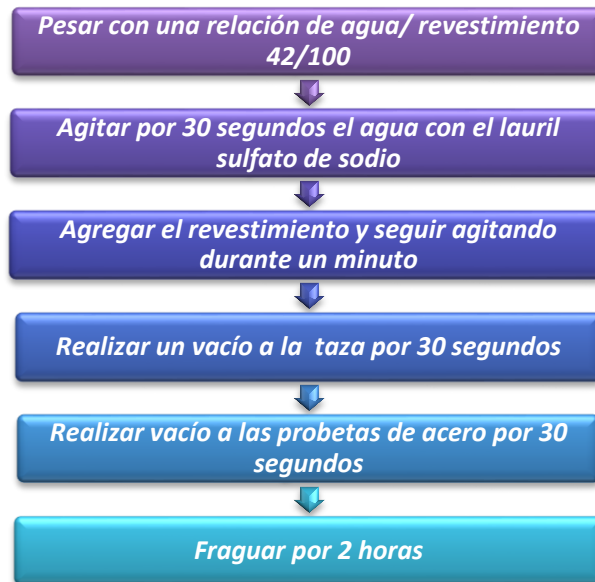 Pesar con una relación de agua/ revestimiento
42/100
Agitar por 30 segundos el agua con el lauril
sulfato de sodio
Agregar el revestimiento y seguir agitando
durante un minuto
Realizar un vacío a la taza por 30 segundos
Realizar vacío a las probetas de acero por 30
segundos
Fraguar por 2 horas